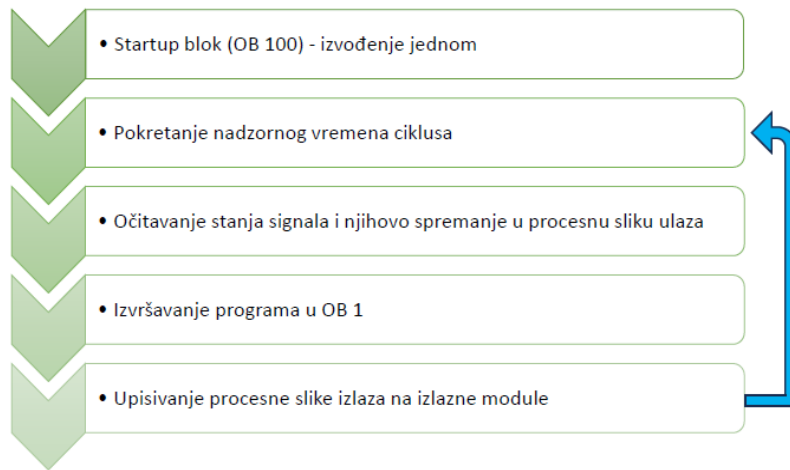 • Startup blok (OB 100) - izvođenje jednom
• Pokretanje nadzornog vremena ciklusa
• Očitavanje stanja signala i njihovo spremanje u procesnu sliku ulaza
• Izvršavanje programa u OB 1
• Upisivanje procesne slike izlaza na izlazne module